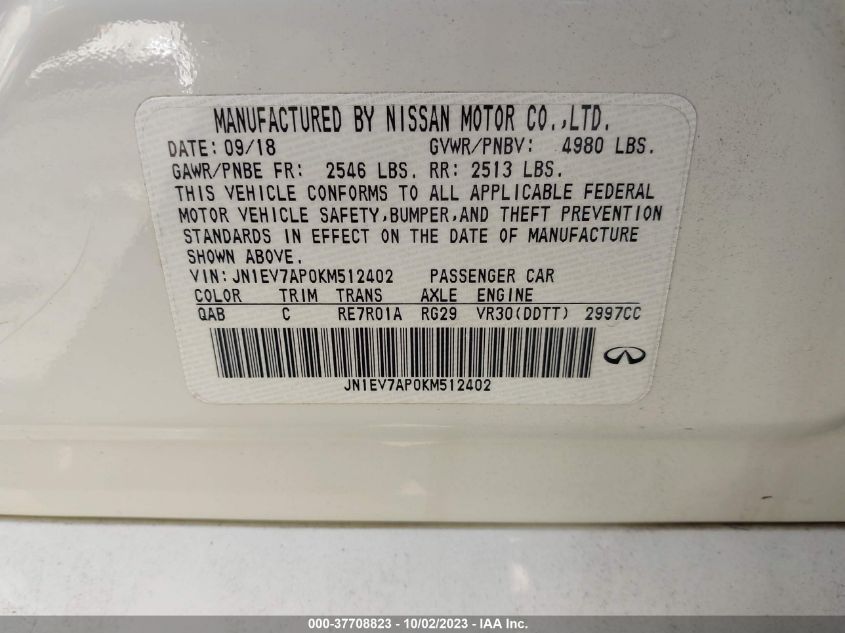 MANUFACTURED BY NISSAN MOTOR CO.,LTD.
DATE: 09/18 GVWR/PNBV: 4980 LBS.
GAWR/PNBE FR: 2546 LBS. RR: 2513 LBS.
THIS VEHICLE CONFORMS TO ALL APPLICABLE FEDERAL
MOTOR VEHICLE SAFETY,BUMPER,AND THEFT PREVENTION
STANDARDS IN EFFECT ON THE DATE OF MANUFACTURE
SHOWN ABOVE.
VIN: JN1EV7AP0KM512402 PASSENGER CAR
COLOR TRIM TRANS AXLE ENGINE
QAB C RE7R01A RG29 VR30(DDTT) 2997CC
JN1EV7AP0KM512402
000-37708823 - 10/02/2023 - IAA Inc.